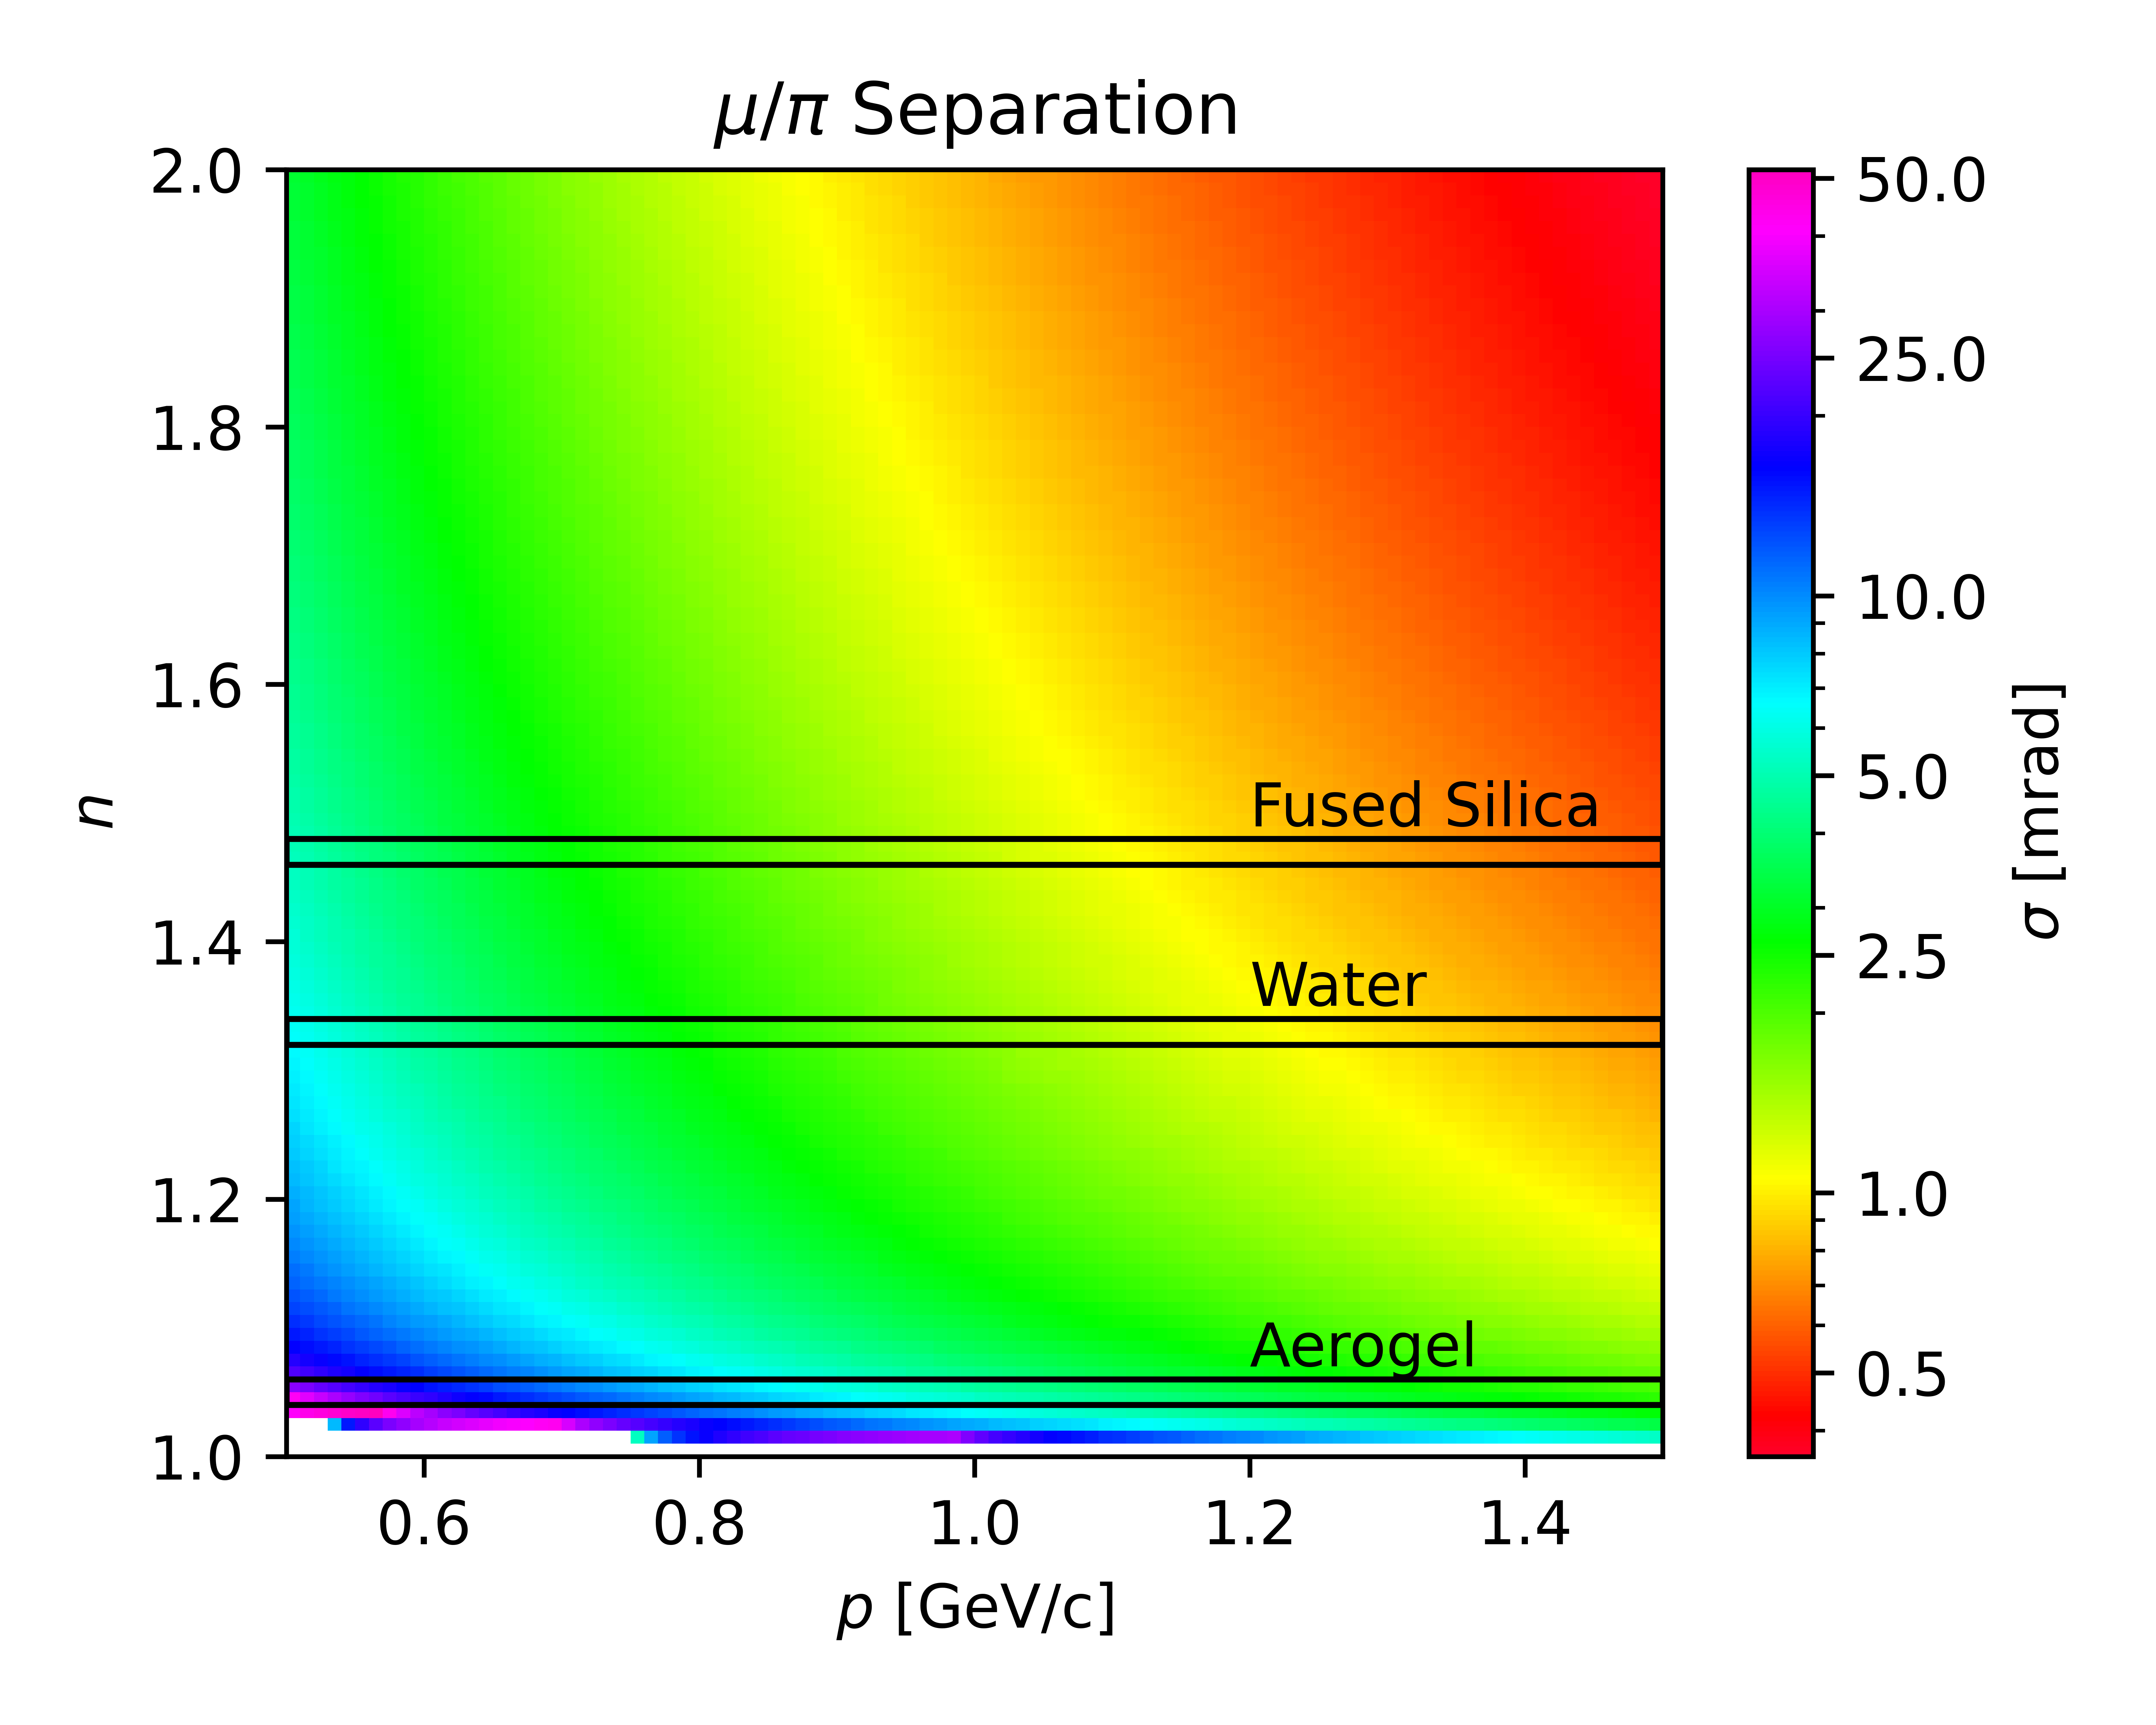 μ/π Separation
2.0
1.8
1.6
1.4
1.2
1.0
n
Fused Silica
Water
Aerogel
0.6 0.8 1.0 1.2 1.4
p [GeV/c]
50.0
25.0
10.0
5.0
2.5
1.0
0.5
σ [mrad]